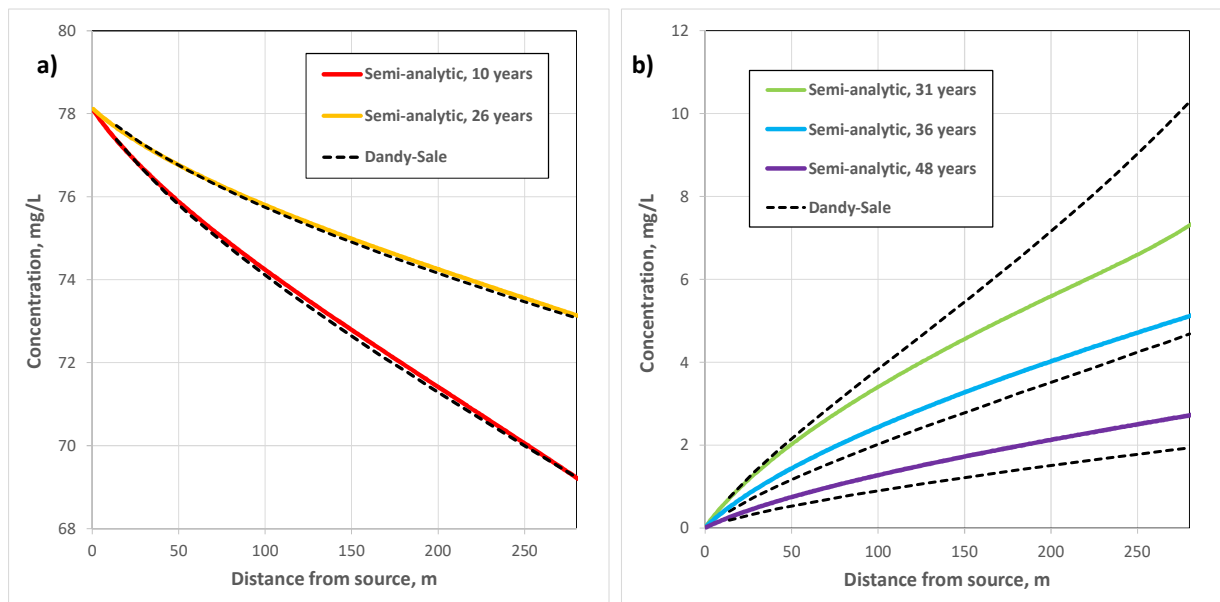 a)
Semi-analytic, 10 years
Semi-analytic, 26 years
Dandy-Sale
80
78
76
74
72
70
68
Concentration, mg/L
0
50
100
150
200
250
Distance from source, m
b)
Semi-analytic, 31 years
Semi-analytic, 36 years
Semi-analytic, 48 years
Dandy-Sale
12
10
8
6
4
2
0
Concentration, mg/L
0
50
100
150
200
250
Distance from source, m